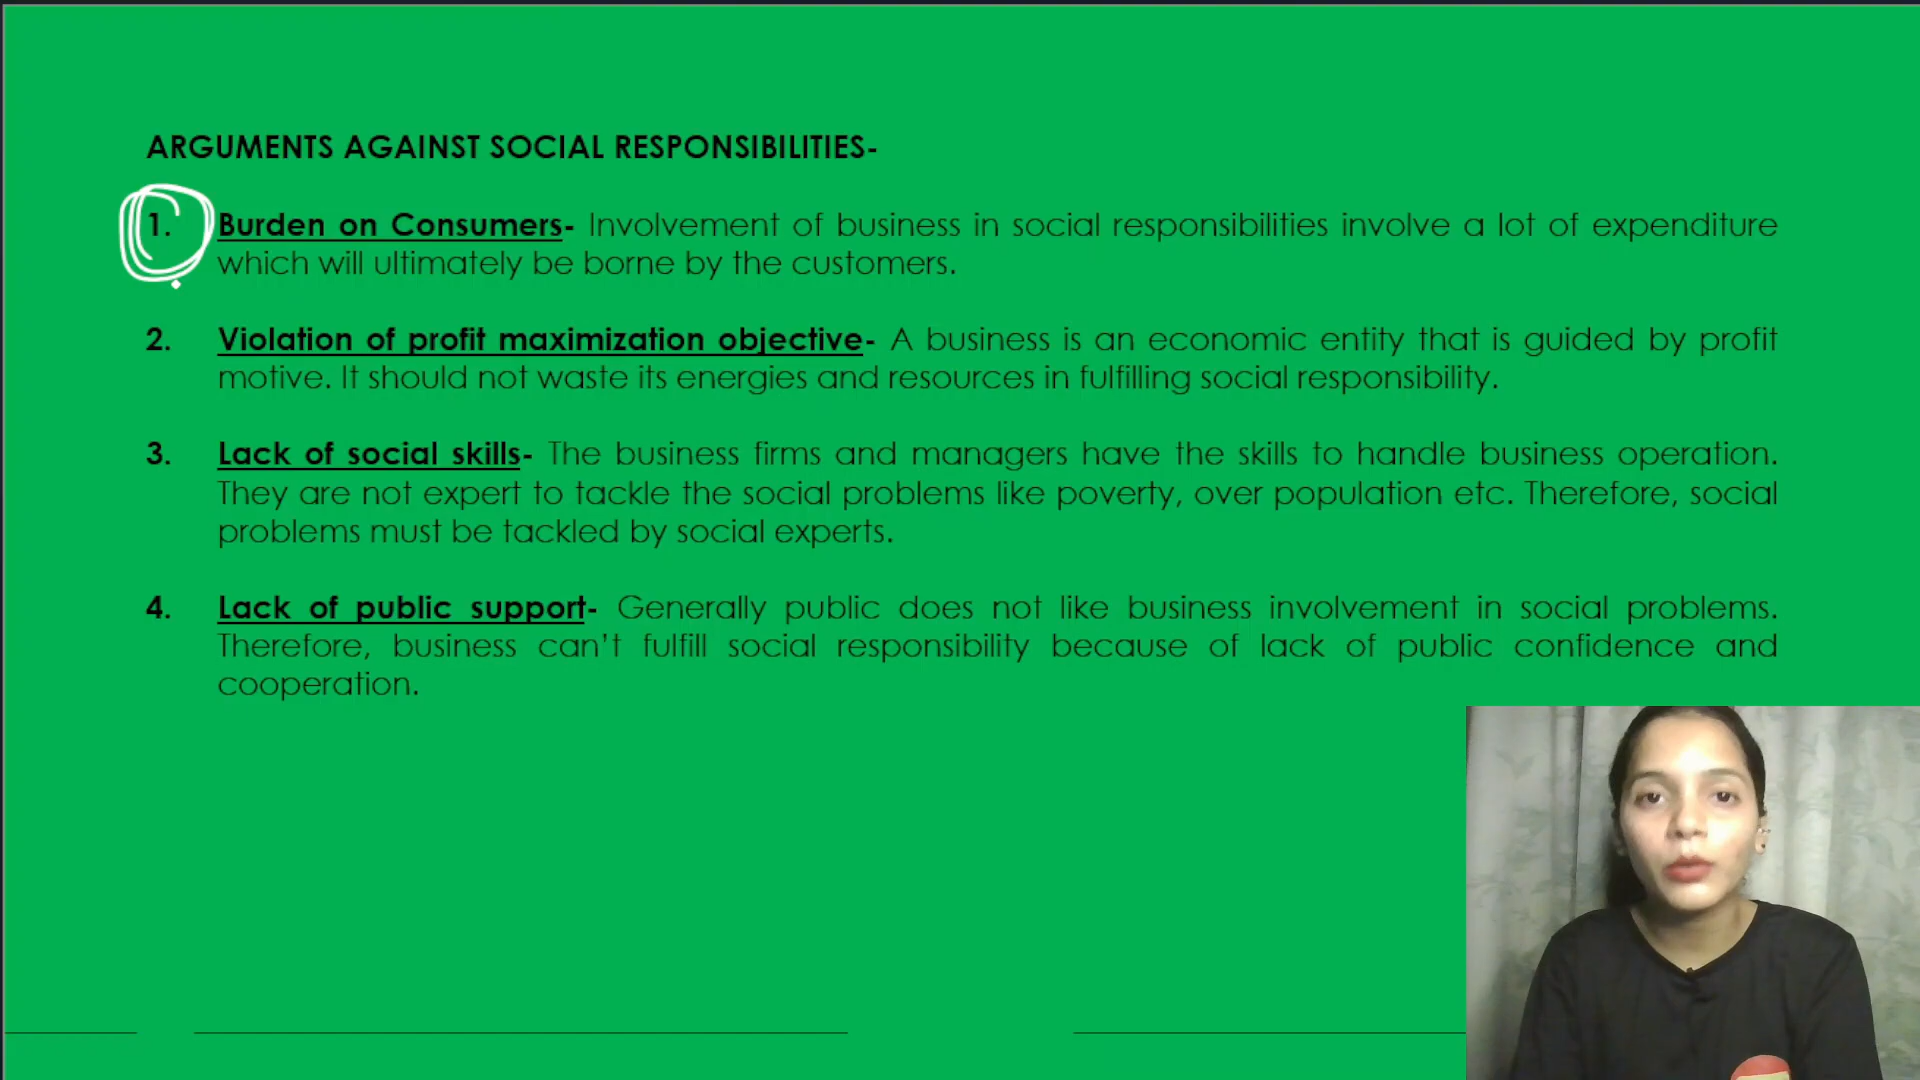 ARGUMENTS AGAINST SOCIAL RESPONSIBILITIES-
1. Burden on Consumers- Involvement of business in social responsibilities involve a lot of expenditure
which will ultimately be borne by the customers.
2. Violation of profit maximization objective- A business is an economic entity that is guided by profit
motive. It should not waste its energies and resources in fulfilling social responsibility.
3. Lack of social skills- The business firms and managers have the skills to handle business operation.
They are not expert to tackle the social problems like poverty, over population etc. Therefore, social
problems must be tackled by social experts.
4. Lack of public support- Generally public does not like business involvement in social problems.
Therefore, business can’t fulfill social responsibility because of lack of public confidence and
cooperation.